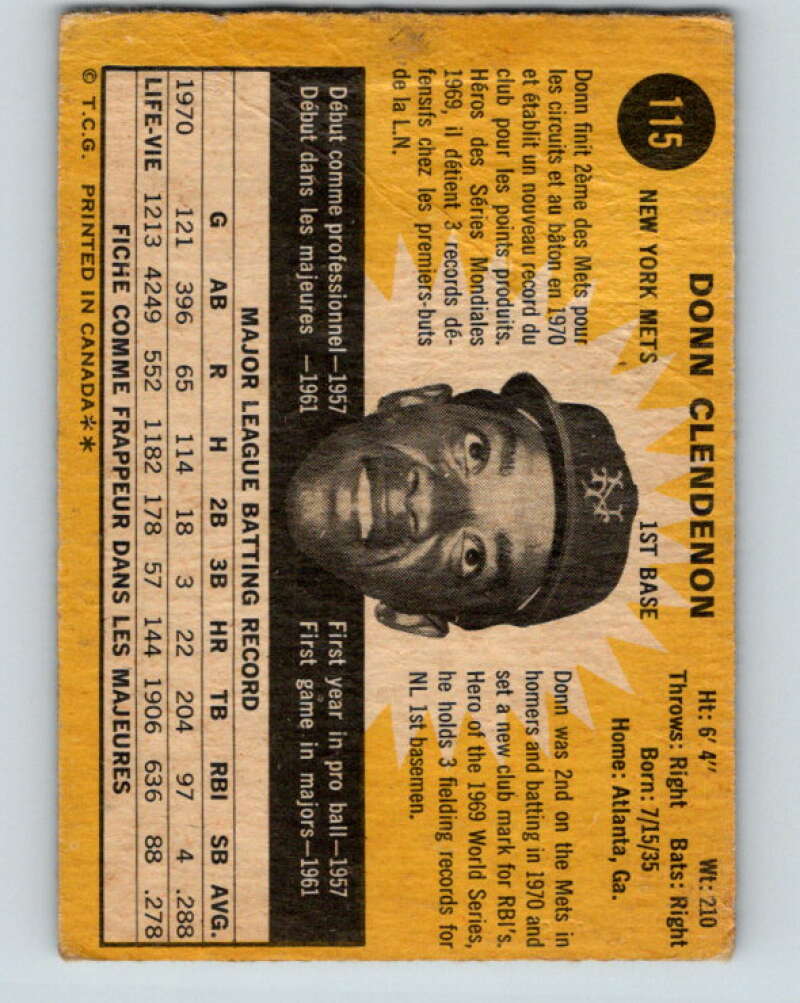 115
DONN CLENDENON
NEW YORK METS 1ST BASE
Ht: 6' 4" Wt: 210
Throws: Right Bats: Right
Born: 7/15/35
Home: Atlanta, Ga.
Donn finit 2ème des Mets pour
les circuits et au bâton en 1970
et établit un nouveau record du
club pour les points produits.
Héros des Séries Mondiales
1969, il détient 3 records dé-
fensifs chez les premiers-buts
de la L.N.
Donn was 2nd on the Mets in
homers and batting in 1970 and
set a new club mark for RBI's.
Hero of the 1969 World Series,
he holds 3 fielding records for
NL 1st basemen.
Début comme professionnel—1957
Début dans les majeures —1961
First year in pro ball—1957
First game in majors—1961
MAJOR LEAGUE BATTING RECORD
G AB R H 2B 3B HR TB RBI SB AVG.
1970 121 396 65 114 18 3 22 204 97 4 .288
LIFE-VIE 1213 4249 552 1182 178 57 144 1906 636 88 .278
FICHE COMME FRAPPEUR DANS LES MAJEURES
© T.C.G. PRINTED IN CANADA**